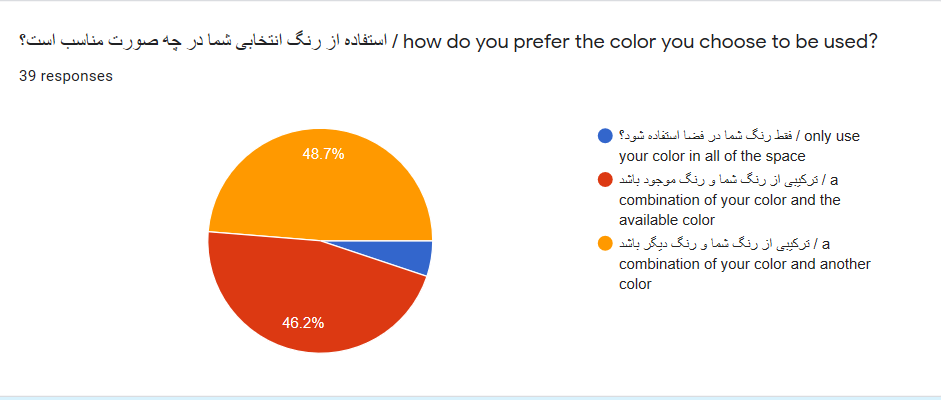 استفاده از رنگ انتخابی شما در چه صورت مناسب است؟ / how do you prefer the color you choose to be used?
39 responses
48.7%
46.2%
فقط رنگ شما در فضا استفاده شود؟ / only use
your color in all of the space
ترکیبی از رنگ شما و رنگ موجود باشد / a
combination of your color and the
available color
ترکیبی از رنگ شما و رنگ دیگر باشد / a
combination of your color and another
color